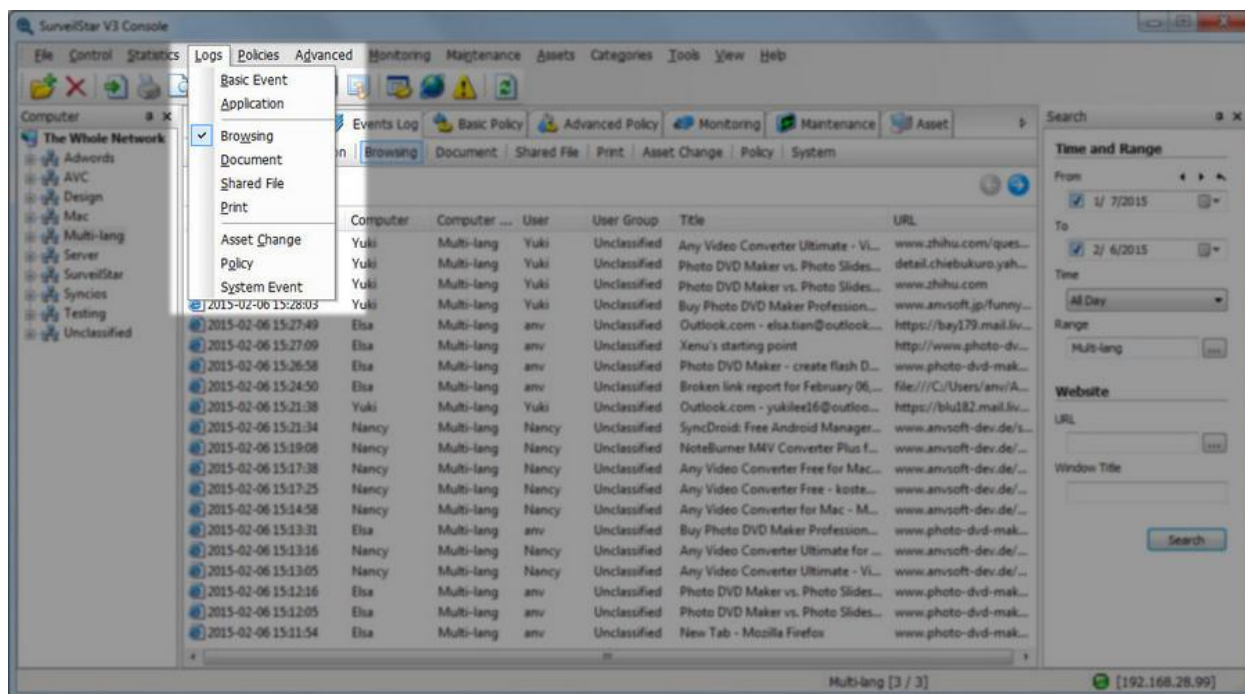 SurveilStar V3 Console
File Control Statistics Logs Policies Advanced Monitoring Maintenance Assets Categories Tools View Help
Basic Event
Application
Browsing
Document
Shared File
Print
Asset Change
Policy
System Event
Computer
The Whole Network
Adwords
AVC
Design
Mac
Multi-lang
Server
SurveilStar
Syncios
Testing
Unclassified
Events Log Basic Policy Advanced Policy Monitoring Maintenance Asset
Browsing Document Shared File Print Asset Change Policy System
Computer Computer ... User User Group Title URL
Yuki Multi-lang Yuki Unclassified Any Video Converter Ultimate - Vi... www.zhihu.com/ques...
Yuki Multi-lang Yuki Unclassified Photo DVD Maker vs. Photo Slides... detail.chiebukuro.yah...
Yuki Multi-lang Yuki Unclassified Photo DVD Maker vs. Photo Slides... www.zhihu.com
2015-02-06 15:28:03 Yuki Multi-lang Yuki Unclassified Buy Photo DVD Maker Profession... www.anvsoft.jp/funny...
2015-02-06 15:27:49 Elsa Multi-lang anv Unclassified Outlook.com - elsa.tian@outlook.... https://bay179.mail.liv...
2015-02-06 15:27:09 Elsa Multi-lang anv Unclassified Xenu's starting point http://www.photo-dv...
2015-02-06 15:26:58 Elsa Multi-lang anv Unclassified Photo DVD Maker - create flash D... www.photo-dvd-mak...
2015-02-06 15:24:50 Elsa Multi-lang anv Unclassified Broken link report for February 06,... file:///C:/Users/anv/A...
2015-02-06 15:21:38 Yuki Multi-lang Yuki Unclassified Outlook.com - yukilee16@outloo... https://blu182.mail.liv...
2015-02-06 15:21:34 Nancy Multi-lang Nancy Unclassified SyncDroid: Free Android Manager... www.anvsoft-dev.de/s...
2015-02-06 15:19:08 Nancy Multi-lang Nancy Unclassified NoteBurner M4V Converter Plus f... www.anvsoft-dev.de/...
2015-02-06 15:17:38 Nancy Multi-lang Nancy Unclassified Any Video Converter Free for Mac... www.anvsoft-dev.de/...
2015-02-06 15:17:25 Nancy Multi-lang Nancy Unclassified Any Video Converter Free - koste... www.anvsoft-dev.de/...
2015-02-06 15:14:58 Nancy Multi-lang Nancy Unclassified Any Video Converter for Mac - M... www.anvsoft-dev.de/...
2015-02-06 15:13:31 Elsa Multi-lang anv Unclassified Buy Photo DVD Maker Profession... www.photo-dvd-mak...
2015-02-06 15:13:16 Nancy Multi-lang Nancy Unclassified Any Video Converter Ultimate for ... www.anvsoft-dev.de/...
2015-02-06 15:13:05 Nancy Multi-lang Nancy Unclassified Any Video Converter Ultimate - Vi... www.anvsoft-dev.de/...
2015-02-06 15:12:16 Elsa Multi-lang anv Unclassified Photo DVD Maker vs. Photo Slides... www.photo-dvd-mak...
2015-02-06 15:12:05 Elsa Multi-lang anv Unclassified Photo DVD Maker vs. Photo Slides... www.photo-dvd-mak...
2015-02-06 15:11:54 Elsa Multi-lang anv Unclassified New Tab - Mozilla Firefox www.photo-dvd-mak...
Search
Time and Range
From
1/ 7/2015
To
2/ 6/2015
Time
All Day
Range
Multi-lang
Website
URL
Window Title
Search
Multi-lang [3 / 3] [192.168.28.99]